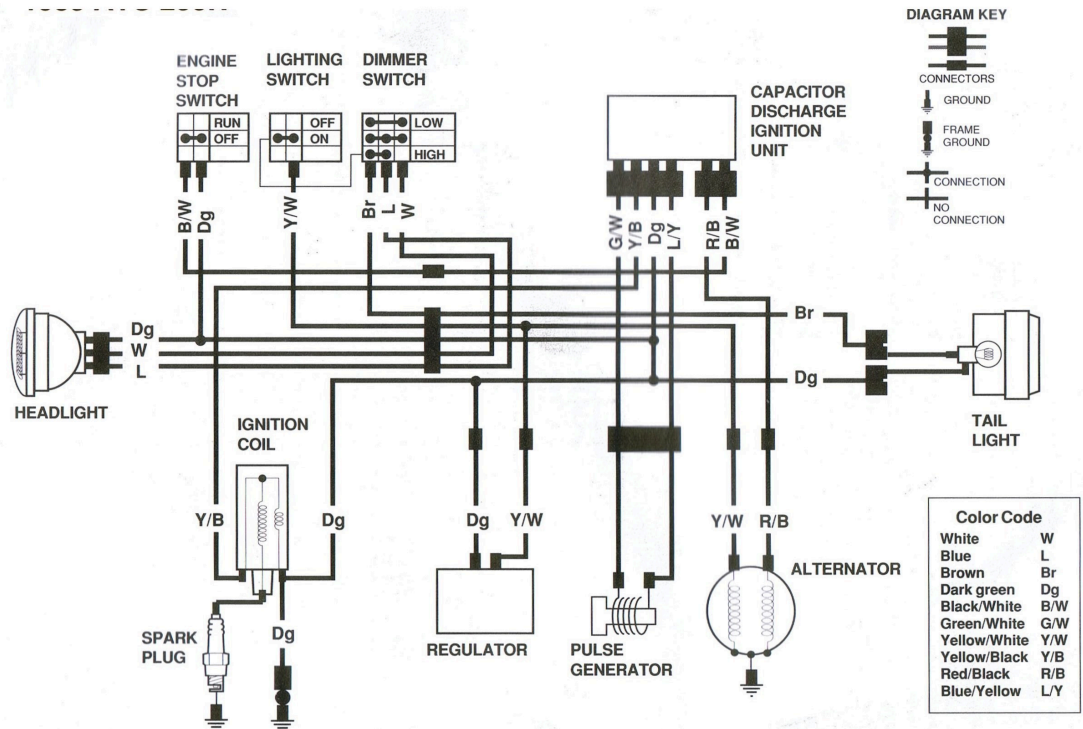 DIAGRAM KEY
CONNECTORS
GROUND
FRAME
GROUND
CONNECTION
NO
CONNECTION
ENGINE
STOP
SWITCH
RUN
OFF
LIGHTING
SWITCH
OFF
ON
DIMMER
SWITCH
LOW
HIGH
CAPACITOR
DISCHARGE
IGNITION
UNIT
B/W
Dg
Y/W
Br
L
W
G/W
Y/B
Dg
L/Y
R/B
B/W
Dg
W
L
HEADLIGHT
Br
Dg
TAIL
LIGHT
IGNITION
COIL
Y/B
Dg
Dg
Y/W
Y/W
R/B
SPARK
PLUG
Dg
REGULATOR
PULSE
GENERATOR
ALTERNATOR
Color Code
White W
Blue L
Brown Br
Dark green Dg
Black/White B/W
Green/White G/W
Yellow/White Y/W
Yellow/Black Y/B
Red/Black R/B
Blue/Yellow L/Y